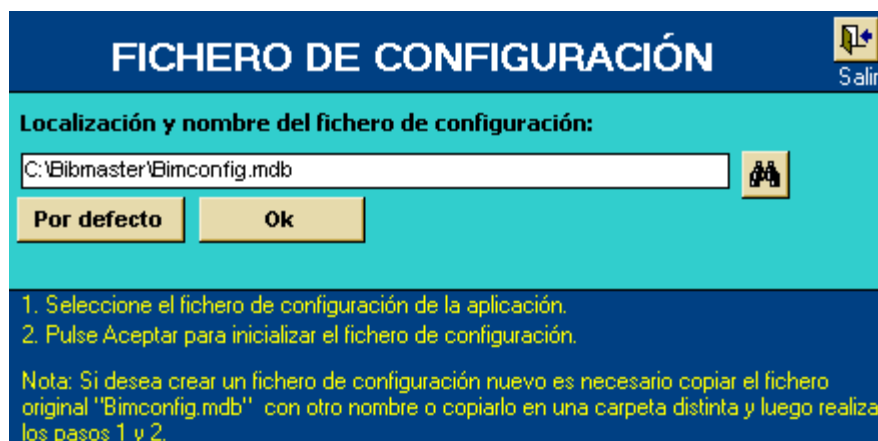 FICHERO DE CONFIGURACIÓN
Salir
Localización y nombre del fichero de configuración:
C:\Bibmaster\Bimconfig.mdb
Por defecto
Ok
1. Seleccione el fichero de configuración de la aplicación.
2. Pulse Aceptar para inicializar el fichero de configuración.
Nota: Si desea crear un fichero de configuración nuevo es necesario copiar el fichero
original "Bimconfig.mdb" con otro nombre o copiarlo en una carpeta distinta y luego realiza
los pasos 1 y 2.